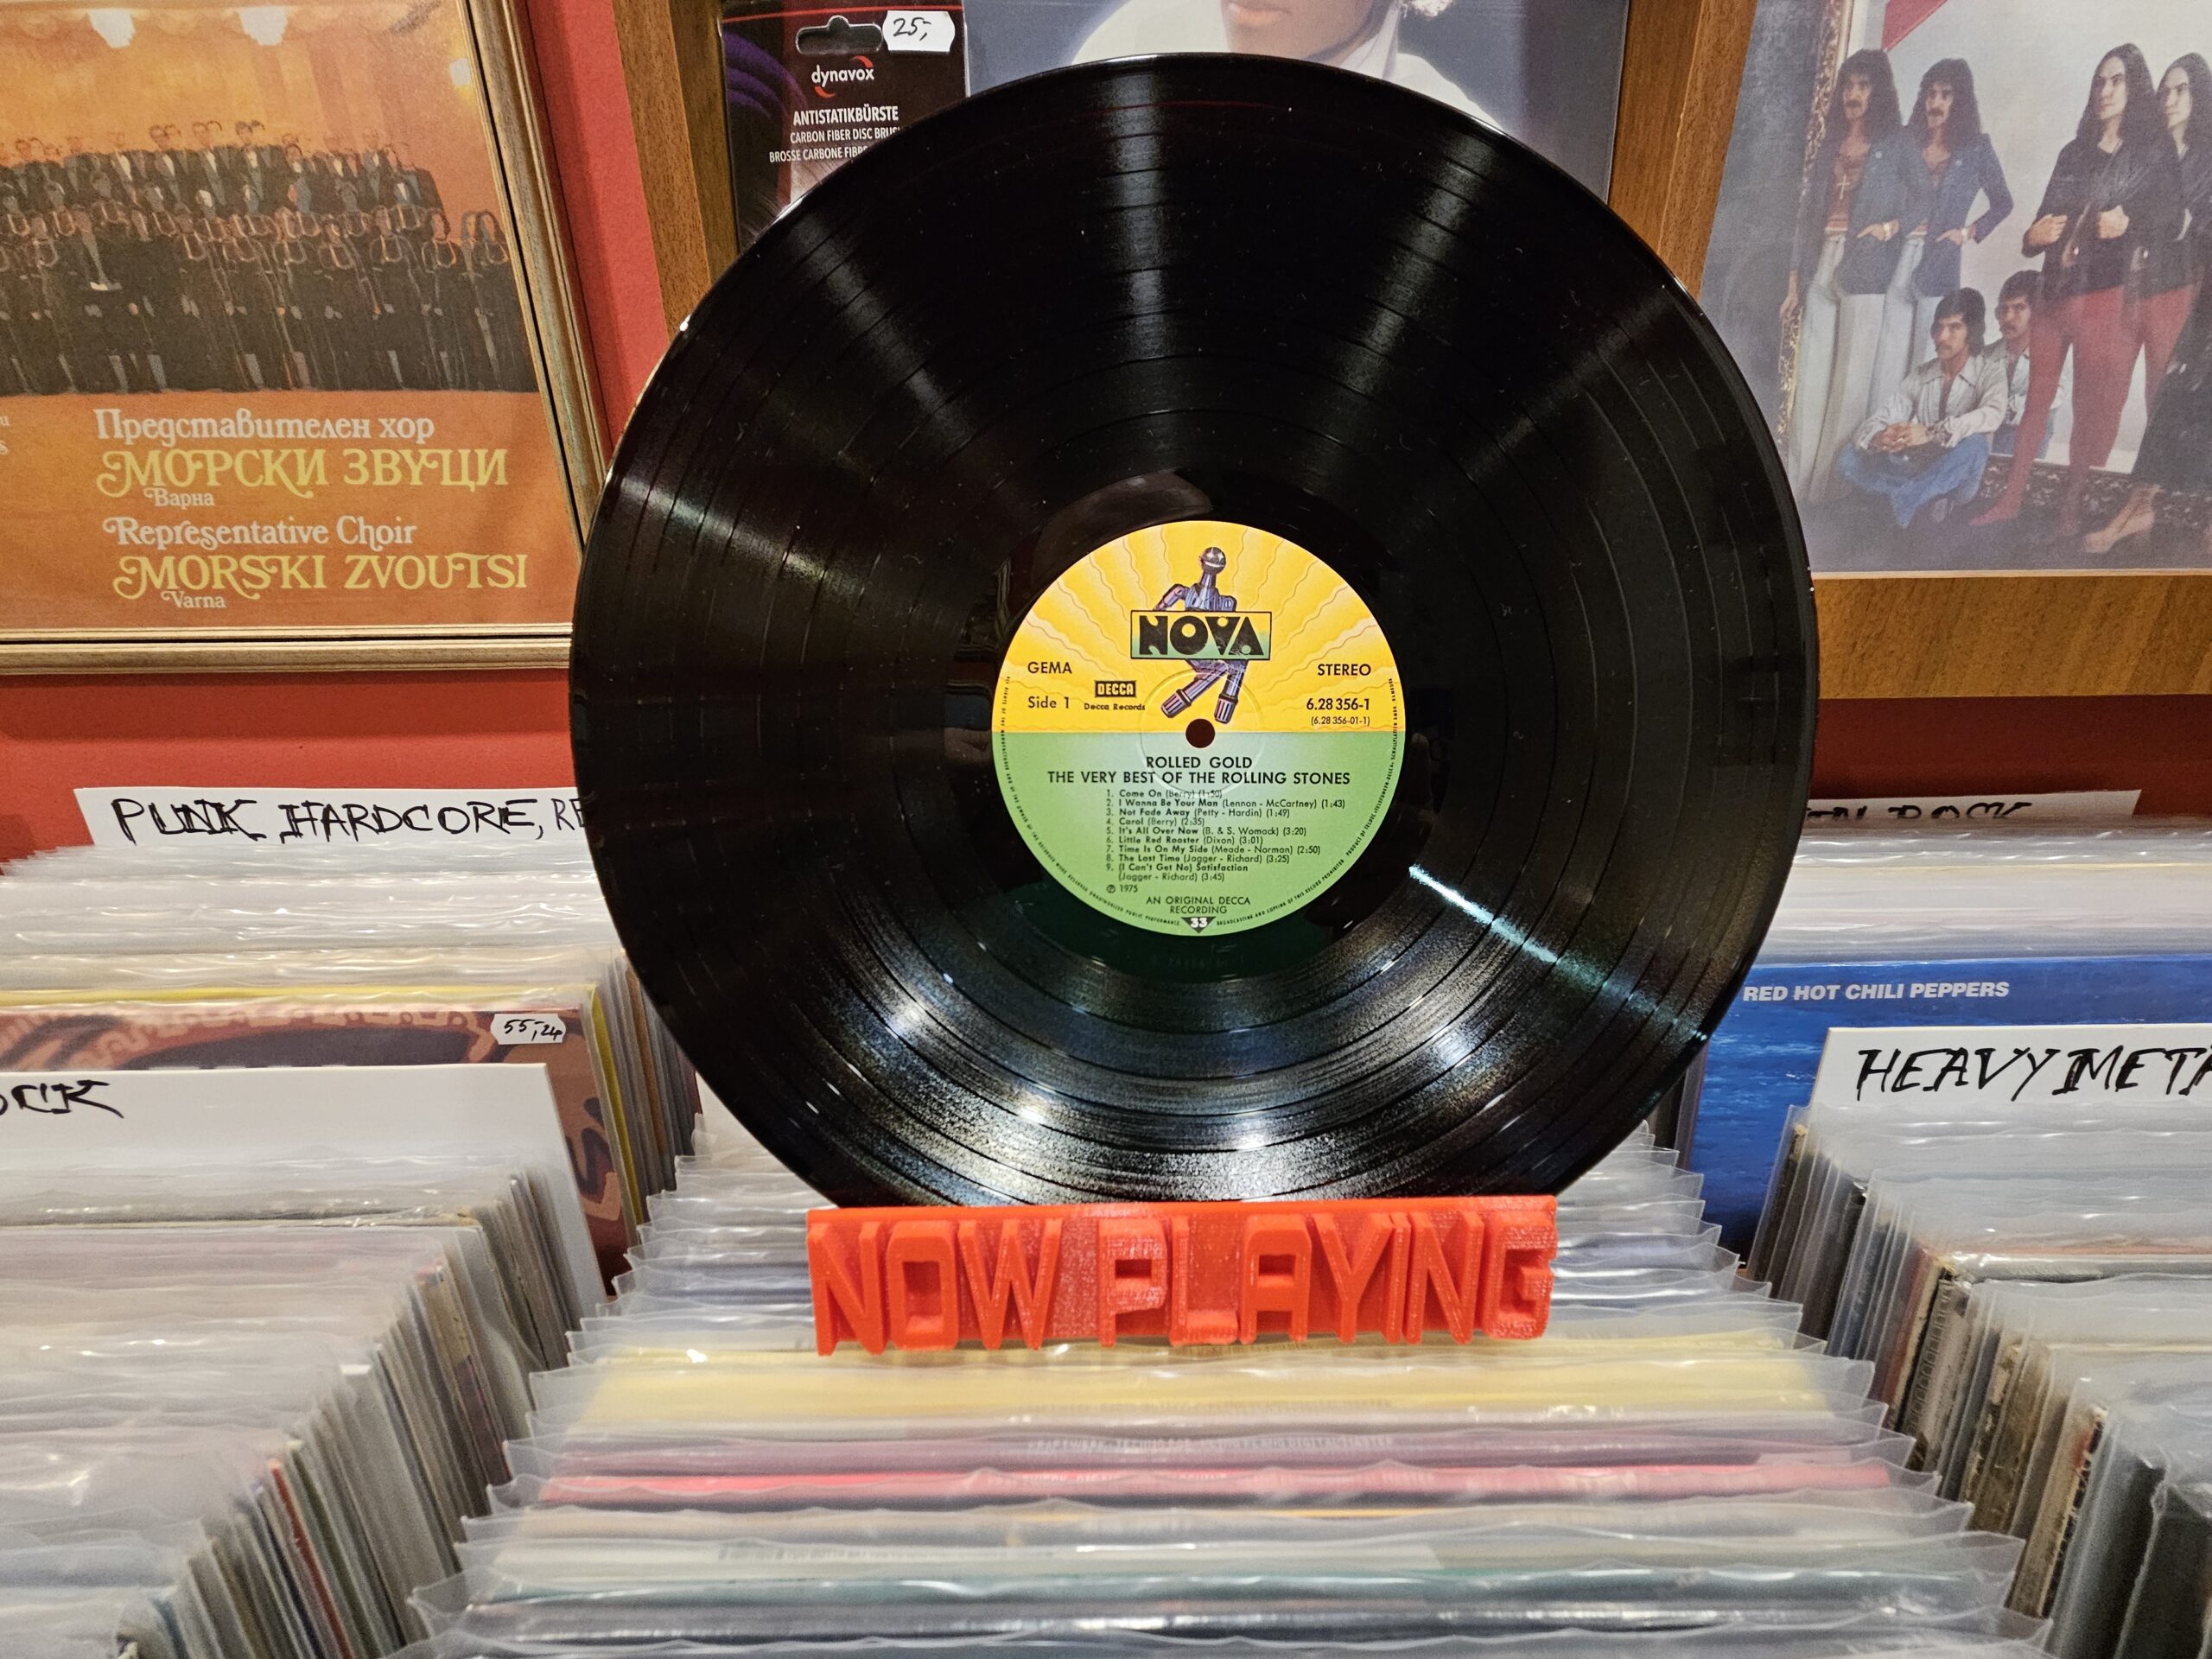 25,-
dynavox
ANTISTATIKBÜRSTE
CARBON FIBER DISC
BROSSE CARBONE
Представителен хор
МОРСКИ ЗВУЦИ
Варна
Representative Choir
MORSKI ZVOUTSI
Varna
NOVA
GEMA
STEREO
DECCA
Side 1
Decca Records
6.28 356-1
(6.28 356-01-1)
ROLLED GOLD
THE VERY BEST OF THE ROLLING STONES
1. Come On (Berry) (1:50)
2. I Wanna Be Your Man (Lennon - McCartney) (1:43)
3. Not Fade Away (Petty - Hardin) (1:49)
4. Carol (Berry) (2:35)
5. It's All Over Now (B. & S. Womack) (3:20)
6. Little Red Rooster (Dixon) (3:01)
7. Time Is On My Side (Meade - Norman) (2:50)
8. The Last Time (Jagger - Richard) (3:25)
9. (I Can't Get No) Satisfaction
(Jagger - Richard) (3:45)
℗ 1975
AN ORIGINAL DECCA
RECORDING
33
PUNK, HARDCORE,
ROCK
RED HOT CHILI PEPPERS
55,-
HEAVY META
NOW PLAYING